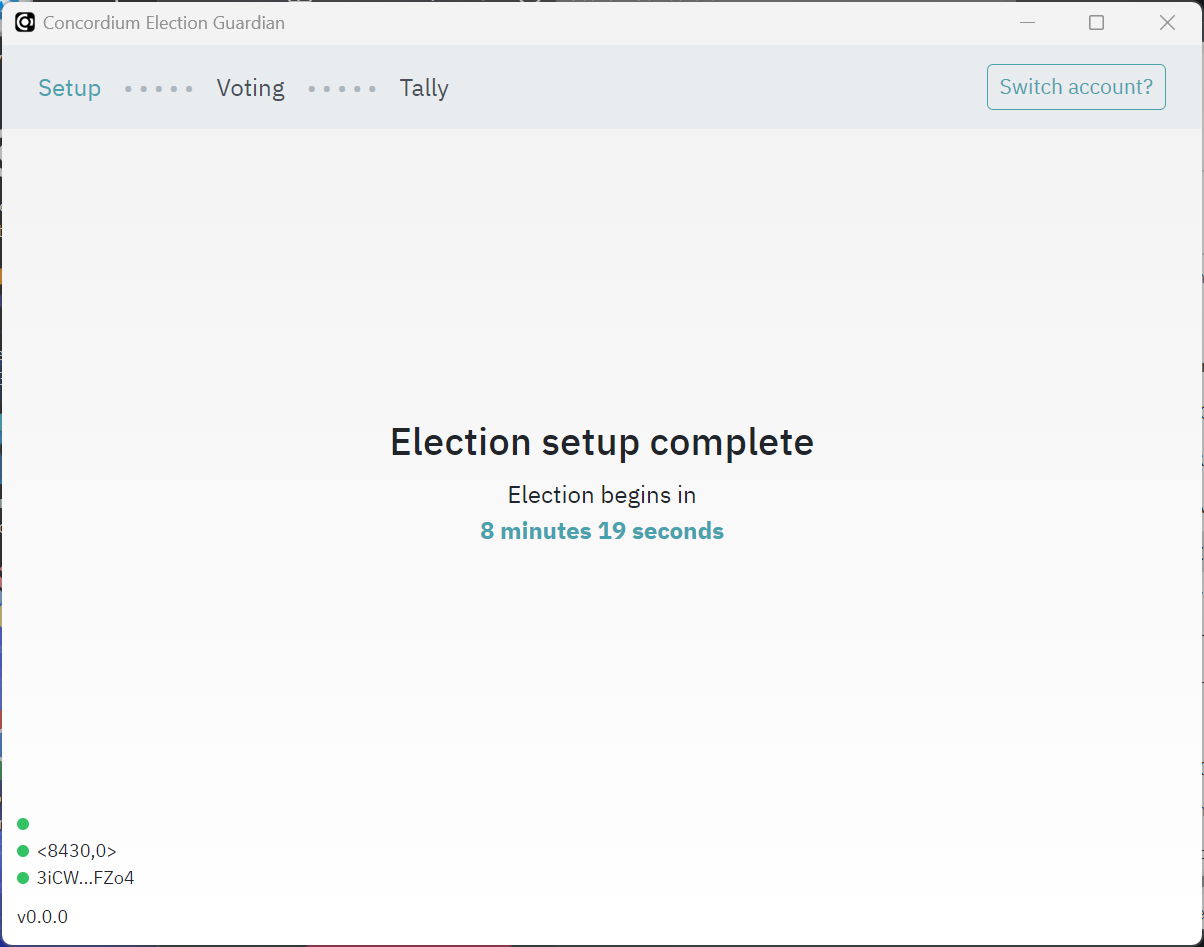 Concordium Election Guardian
Setup Voting Tally Switch account?
Election setup complete
Election begins in
8 minutes 19 seconds
<8430,0>
3iCW...FZo4
v0.0.0